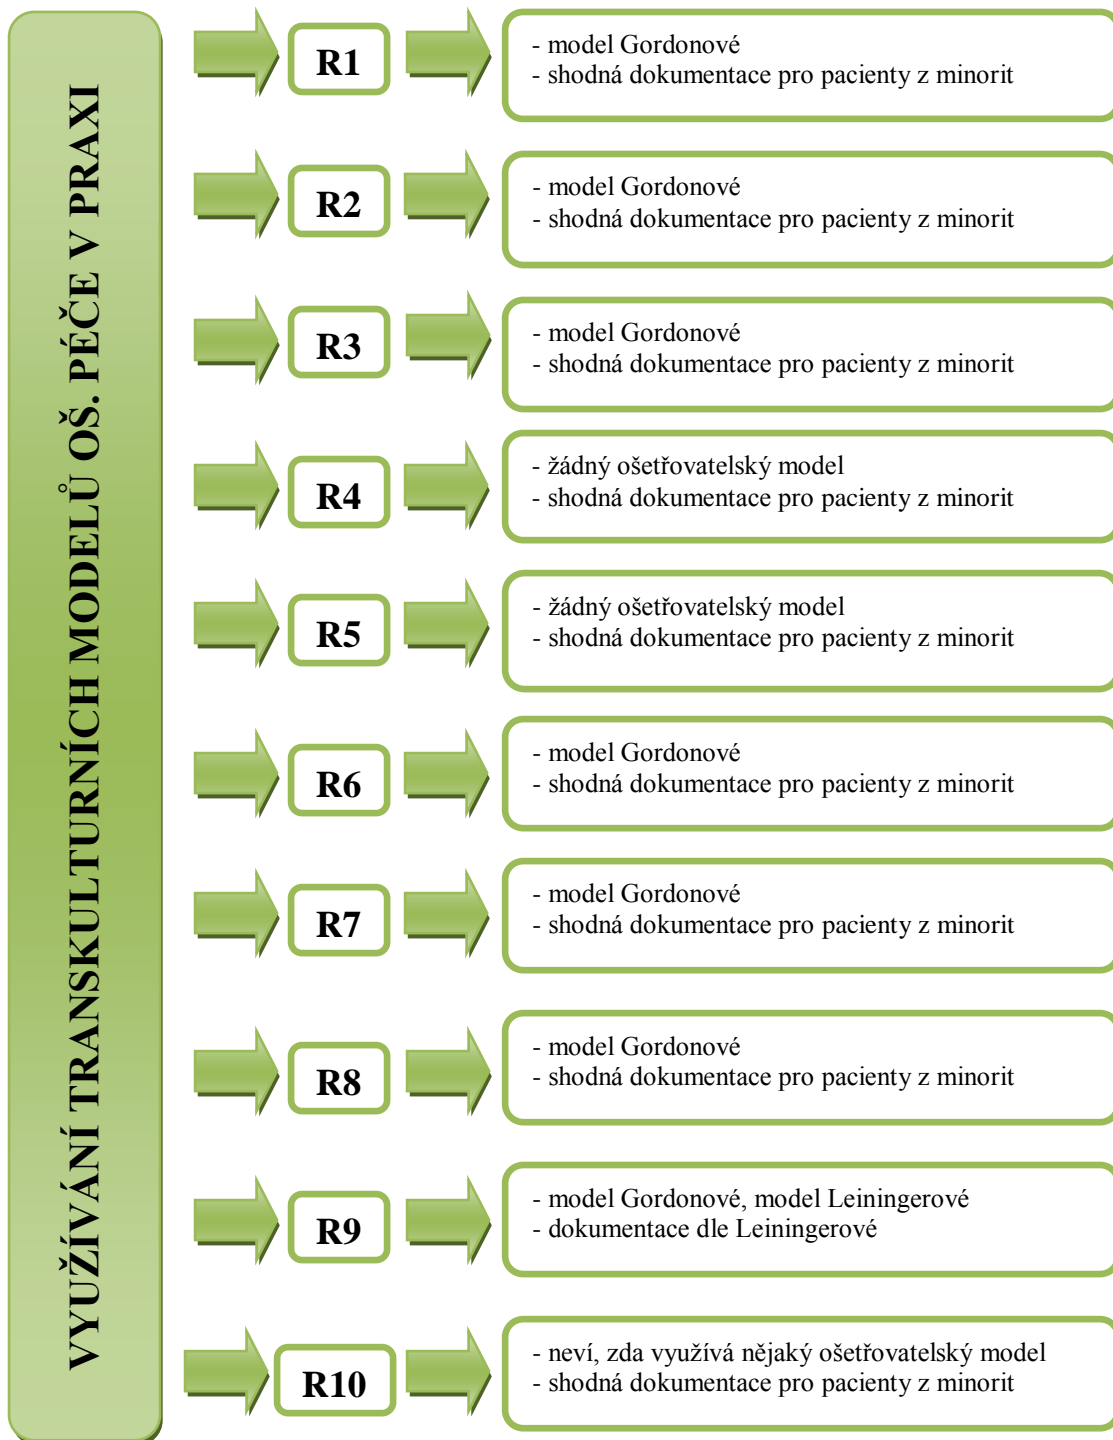 VYUŽÍVÁNÍ TRANSKULTURNÍCH MODELŮ OŠ. PÉČE V PRAXI
R1
- model Gordonové
- shodná dokumentace pro pacienty z minorit
R2
- model Gordonové
- shodná dokumentace pro pacienty z minorit
R3
- model Gordonové
- shodná dokumentace pro pacienty z minorit
R4
- žádný ošetřovatelský model
- shodná dokumentace pro pacienty z minorit
R5
- žádný ošetřovatelský model
- shodná dokumentace pro pacienty z minorit
R6
- model Gordonové
- shodná dokumentace pro pacienty z minorit
R7
- model Gordonové
- shodná dokumentace pro pacienty z minorit
R8
- model Gordonové
- shodná dokumentace pro pacienty z minorit
R9
- model Gordonové, model Leiningerové
- dokumentace dle Leiningerové
R10
- neví, zda využívá nějaký ošetřovatelský model
- shodná dokumentace pro pacienty z minorit